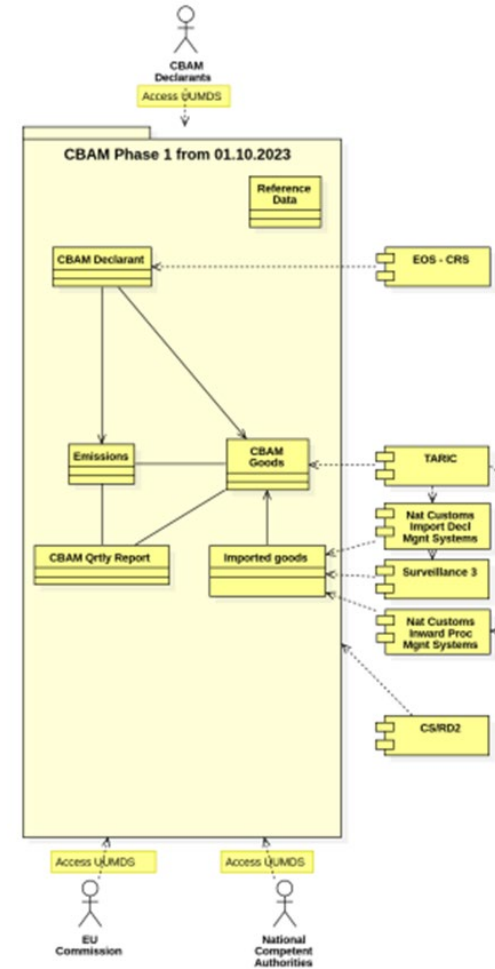 CBAM
Declarants
Access UUMDS
CBAM Phase 1 from 01.10.2023
Reference
Data
CBAM Declarant
EOS - CRS
Emissions
CBAM
Goods
TARIC
Nat Customs
Import Decl
Mgnt Systems
CBAM Qrtly Report
Imported goods
Surveillance 3
Nat Customs
Inward Proc
Mgnt Systems
CS/RD2
Access UUMDS
Access UUMDS
EU
Commission
National
Competent
Authorities